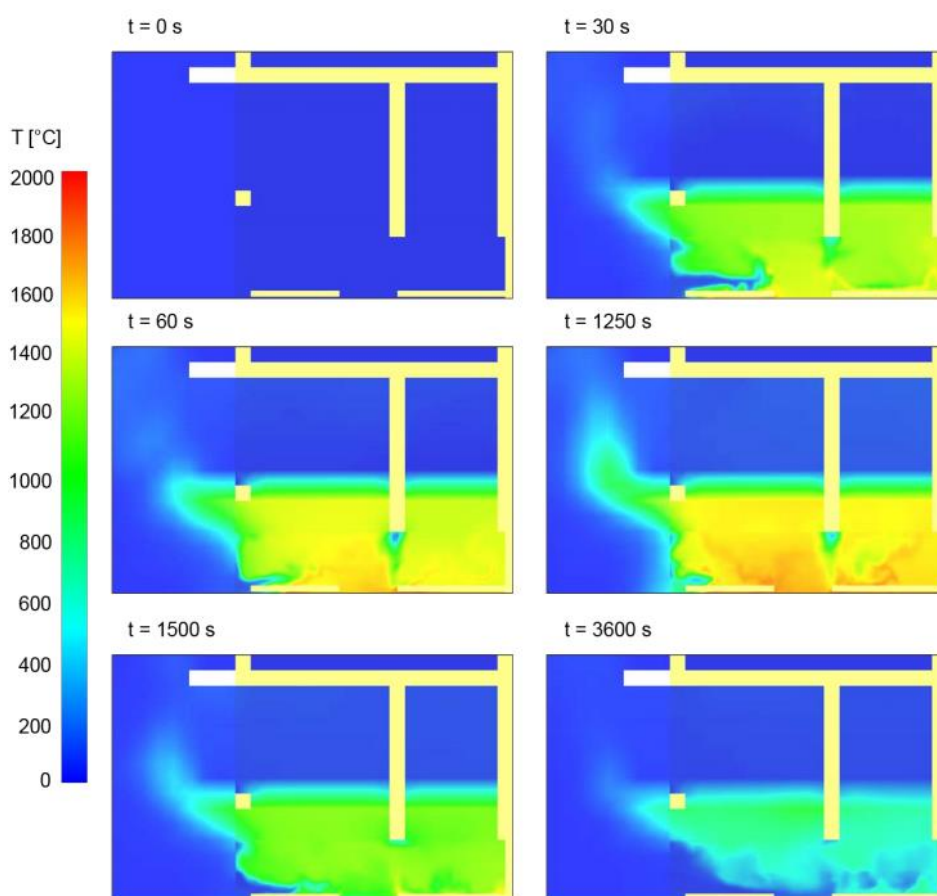 t = 0 s
t = 30 s
T [°C]
2000
1800
1600
1400
1200
1000
800
600
400
200
0
t = 60 s
t = 1250 s
t = 1500 s
t = 3600 s